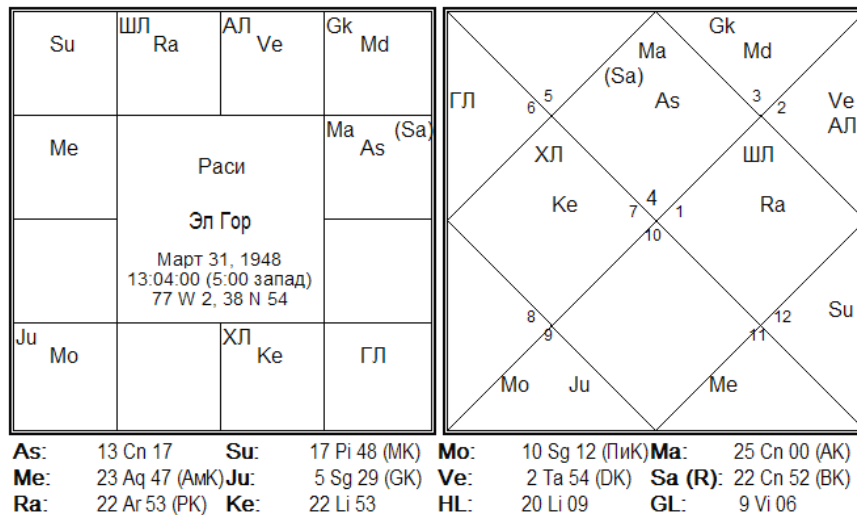 ШЛ АЛ Gk
Su Ra Ve Md
Ma (Sa)
Me As
Раси
Эл Гор
Март 31, 1948
13:04:00 (5:00 запад)
77 W 2, 38 N 54
Ju ХЛ
Mo Ke ГЛ
Gk
Ma Md
(Sa)
As
ГЛ 6 5 3 2 Ve
АЛ
ХЛ ШЛ
Ke 7 4 1 Ra
10
Su
8 9 11 12
Mo Ju Me
As: 13 Cn 17 Su: 17 Pi 48 (MK) Mo: 10 Sg 12 (ПиК) Ma: 25 Cn 00 (AK)
Me: 23 Aq 47 (АмК) Ju: 5 Sg 29 (GK) Ve: 2 Ta 54 (DK) Sa (R): 22 Cn 52 (BK)
Ra: 22 Ar 53 (PK) Ke: 22 Li 53 HL: 20 Li 09 GL: 9 Vi 06